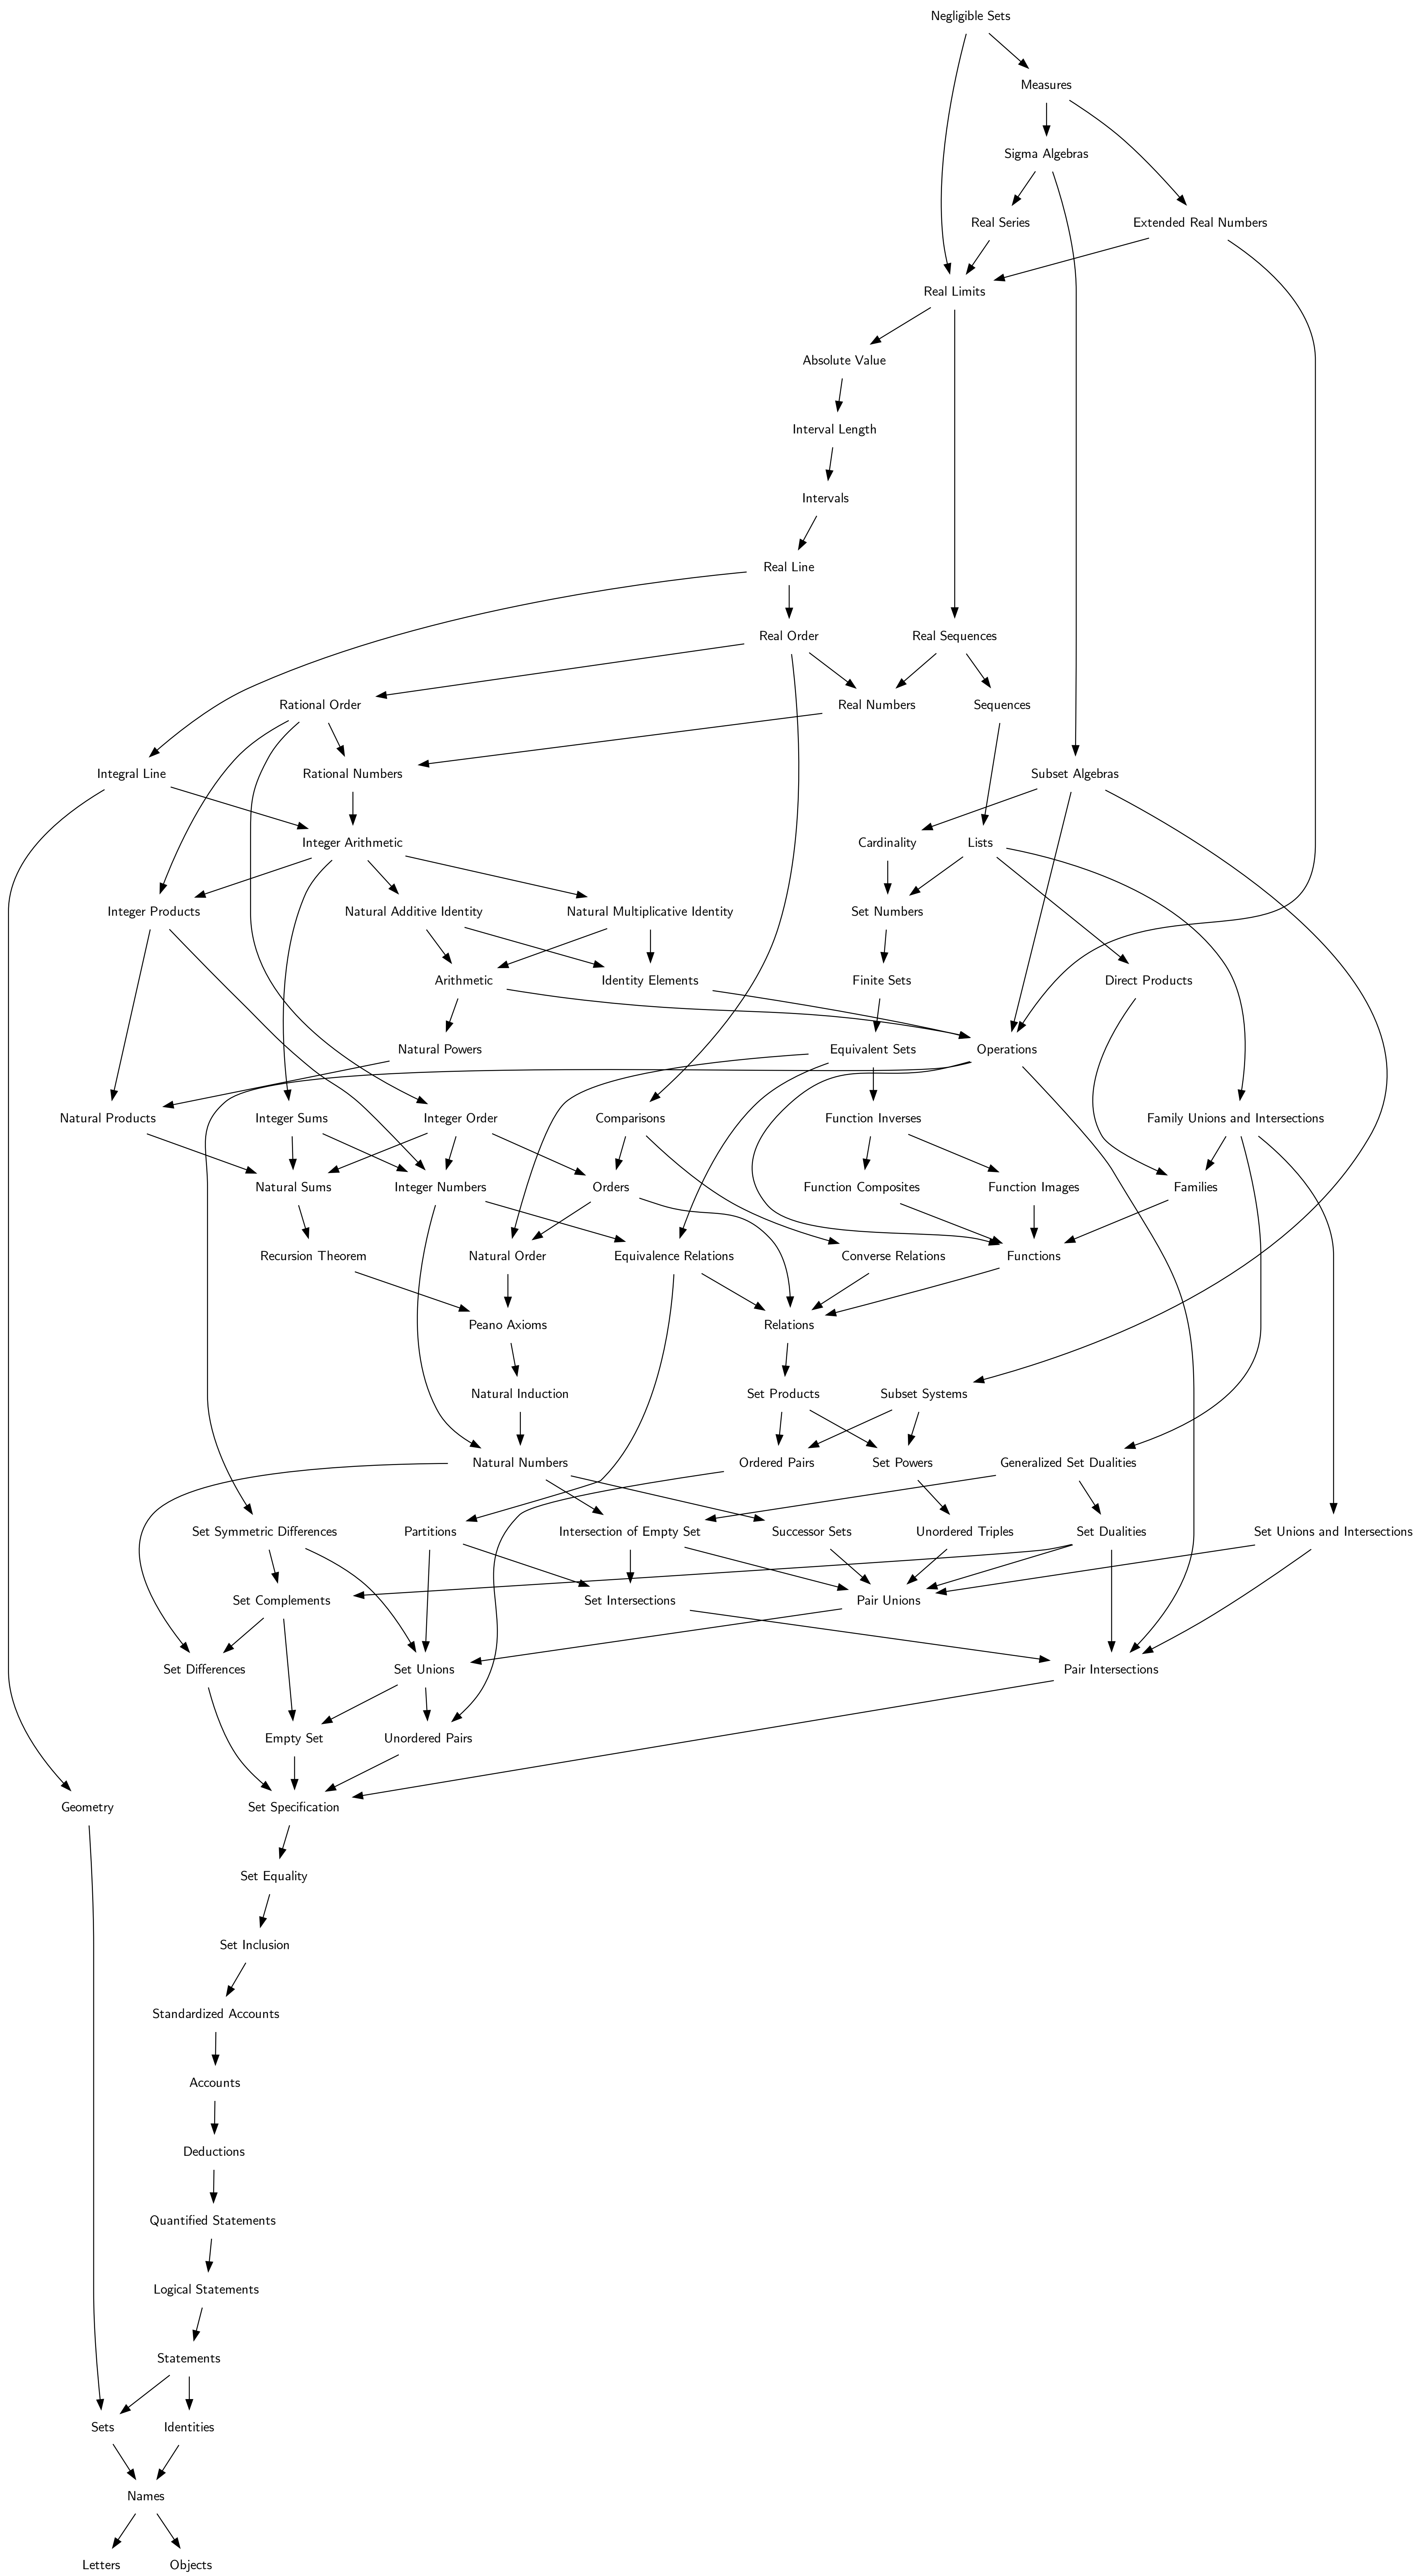 Negligible Sets
Measures
Sigma Algebras
Real Series
Extended Real Numbers
Real Limits
Absolute Value
Interval Length
Intervals
Real Line
Real Order
Real Sequences
Rational Order
Real Numbers
Sequences
Integral Line
Rational Numbers
Subset Algebras
Integer Arithmetic
Cardinality
Lists
Integer Products
Natural Additive Identity
Natural Multiplicative Identity
Set Numbers
Arithmetic
Identity Elements
Finite Sets
Direct Products
Natural Powers
Equivalent Sets
Operations
Natural Products
Integer Sums
Integer Order
Comparisons
Function Inverses
Family Unions and Intersections
Natural Sums
Integer Numbers
Orders
Function Composites
Function Images
Families
Recursion Theorem
Natural Order
Equivalence Relations
Converse Relations
Functions
Peano Axioms
Relations
Natural Induction
Set Products
Subset Systems
Natural Numbers
Ordered Pairs
Set Powers
Generalized Set Dualities
Set Symmetric Differences
Partitions
Intersection of Empty Set
Successor Sets
Unordered Triples
Set Dualities
Set Unions and Intersections
Set Complements
Set Intersections
Pair Unions
Set Differences
Set Unions
Pair Intersections
Empty Set
Unordered Pairs
Geometry
Set Specification
Set Equality
Set Inclusion
Standardized Accounts
Accounts
Deductions
Quantified Statements
Logical Statements
Statements
Sets
Identities
Names
Letters
Objects